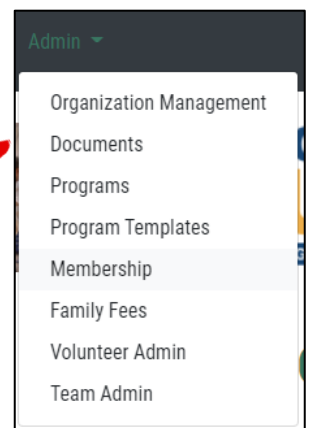 Admin
Organization Management
Documents
Programs
Program Templates
Membership
Family Fees
Volunteer Admin
Team Admin